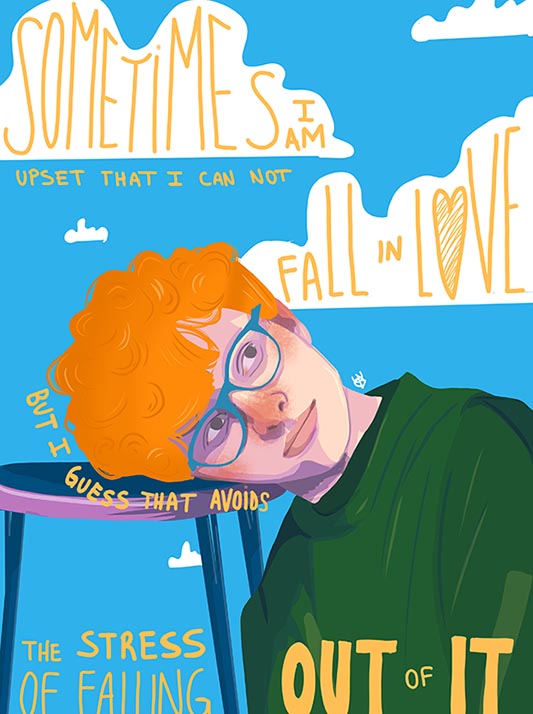 SOMETIMES I
AM
UPSET THAT I CAN NOT
FALL IN LOVE
BUT I
GUESS THAT AVOIDS
THE STRESS
OF FALLING
OUT OF IT